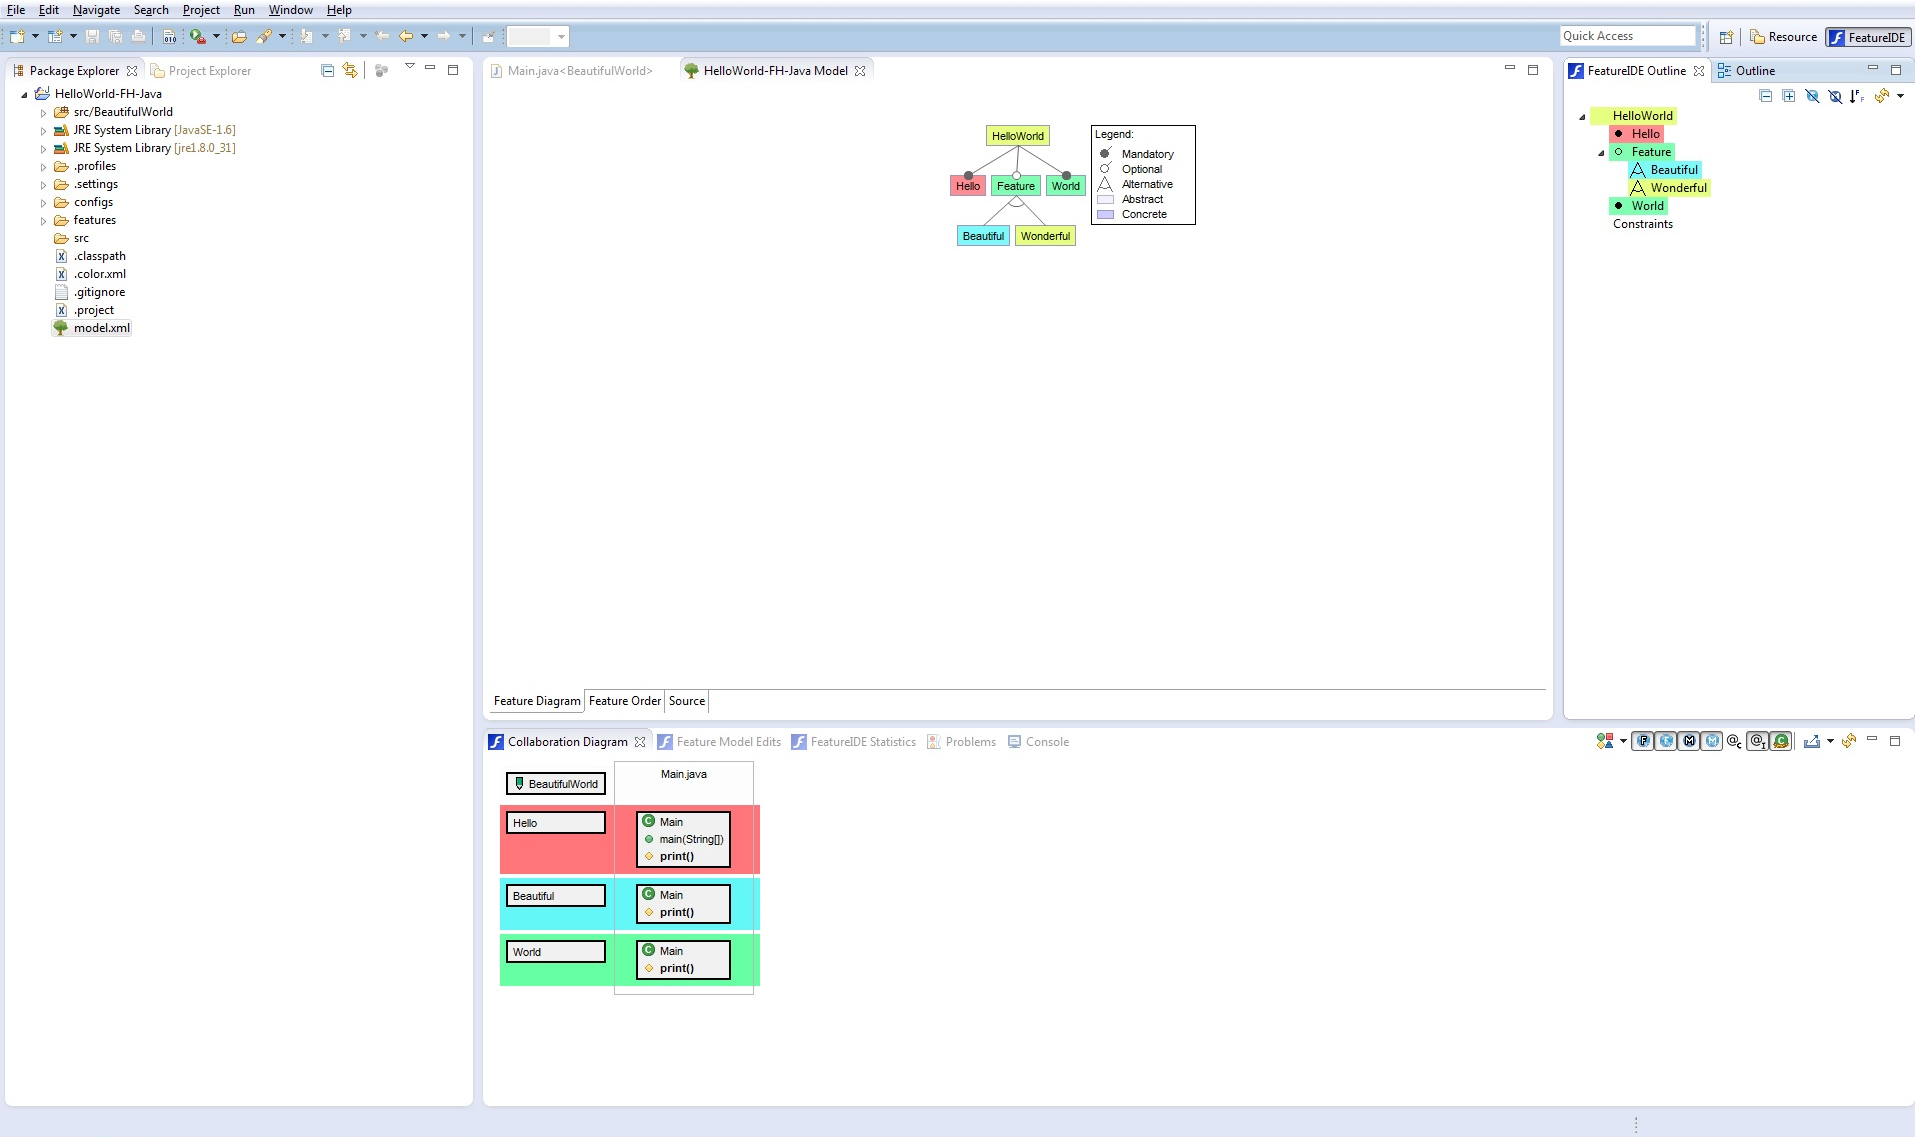 File Edit Navigate Search Project Run Window Help
Quick Access
Resource
FeatureIDE
Package Explorer
Project Explorer
HelloWorld-FH-Java
src/BeautifulWorld
JRE System Library [JavaSE-1.6]
JRE System Library [jre1.8.0_31]
.profiles
.settings
configs
features
src
.classpath
.color.xml
.gitignore
.project
model.xml
Main.java<BeautifulWorld>
HelloWorld-FH-Java Model
HelloWorld
Hello
Feature
World
Beautiful
Wonderful
Legend:
Mandatory
Optional
Alternative
Abstract
Concrete
Feature Diagram
Feature Order
Source
FeatureIDE Outline
Outline
HelloWorld
Hello
Feature
Beautiful
Wonderful
World
Constraints
Collaboration Diagram
Feature Model Edits
FeatureIDE Statistics
Problems
Console
BeautifulWorld
Main.java
Hello
Main
main(String[])
print()
Beautiful
Main
print()
World
Main
print()